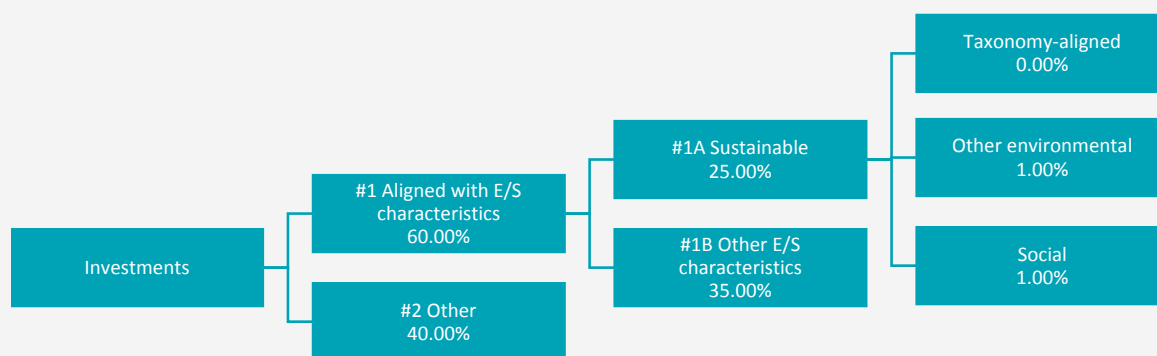 Investments
#1 Aligned with E/S
characteristics
60.00%
#2 Other
40.00%
#1A Sustainable
25.00%
#1B Other E/S
characteristics
35.00%
Taxonomy-aligned
0.00%
Other environmental
1.00%
Social
1.00%